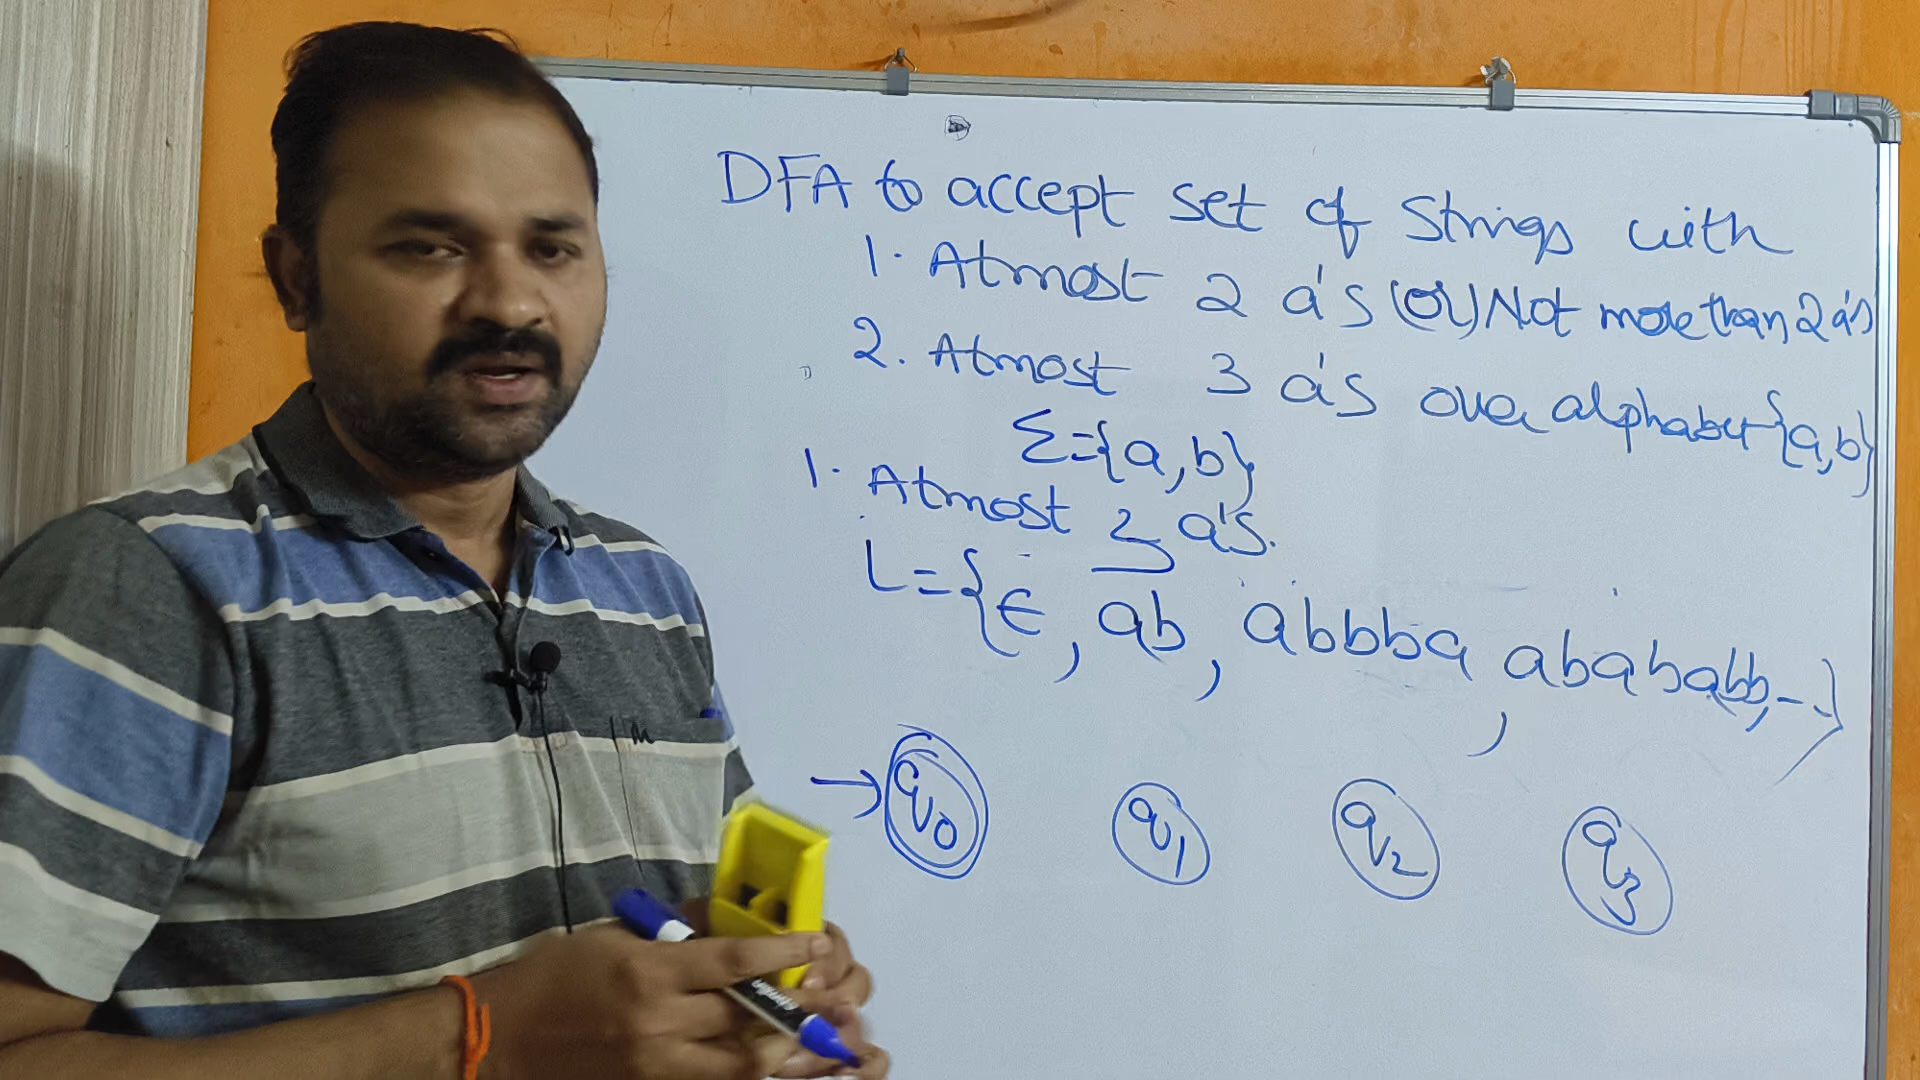 DFA to accept set of Strings with
1. Atmost 2 a's (or) Not more than 2 a's
2. Atmost 3 a's over alphabet {a,b}
Σ={a,b}
1. Atmost 2 a's.
L={ϵ, ab, abbba, abababb, --}
→q0 q1 q2 q3